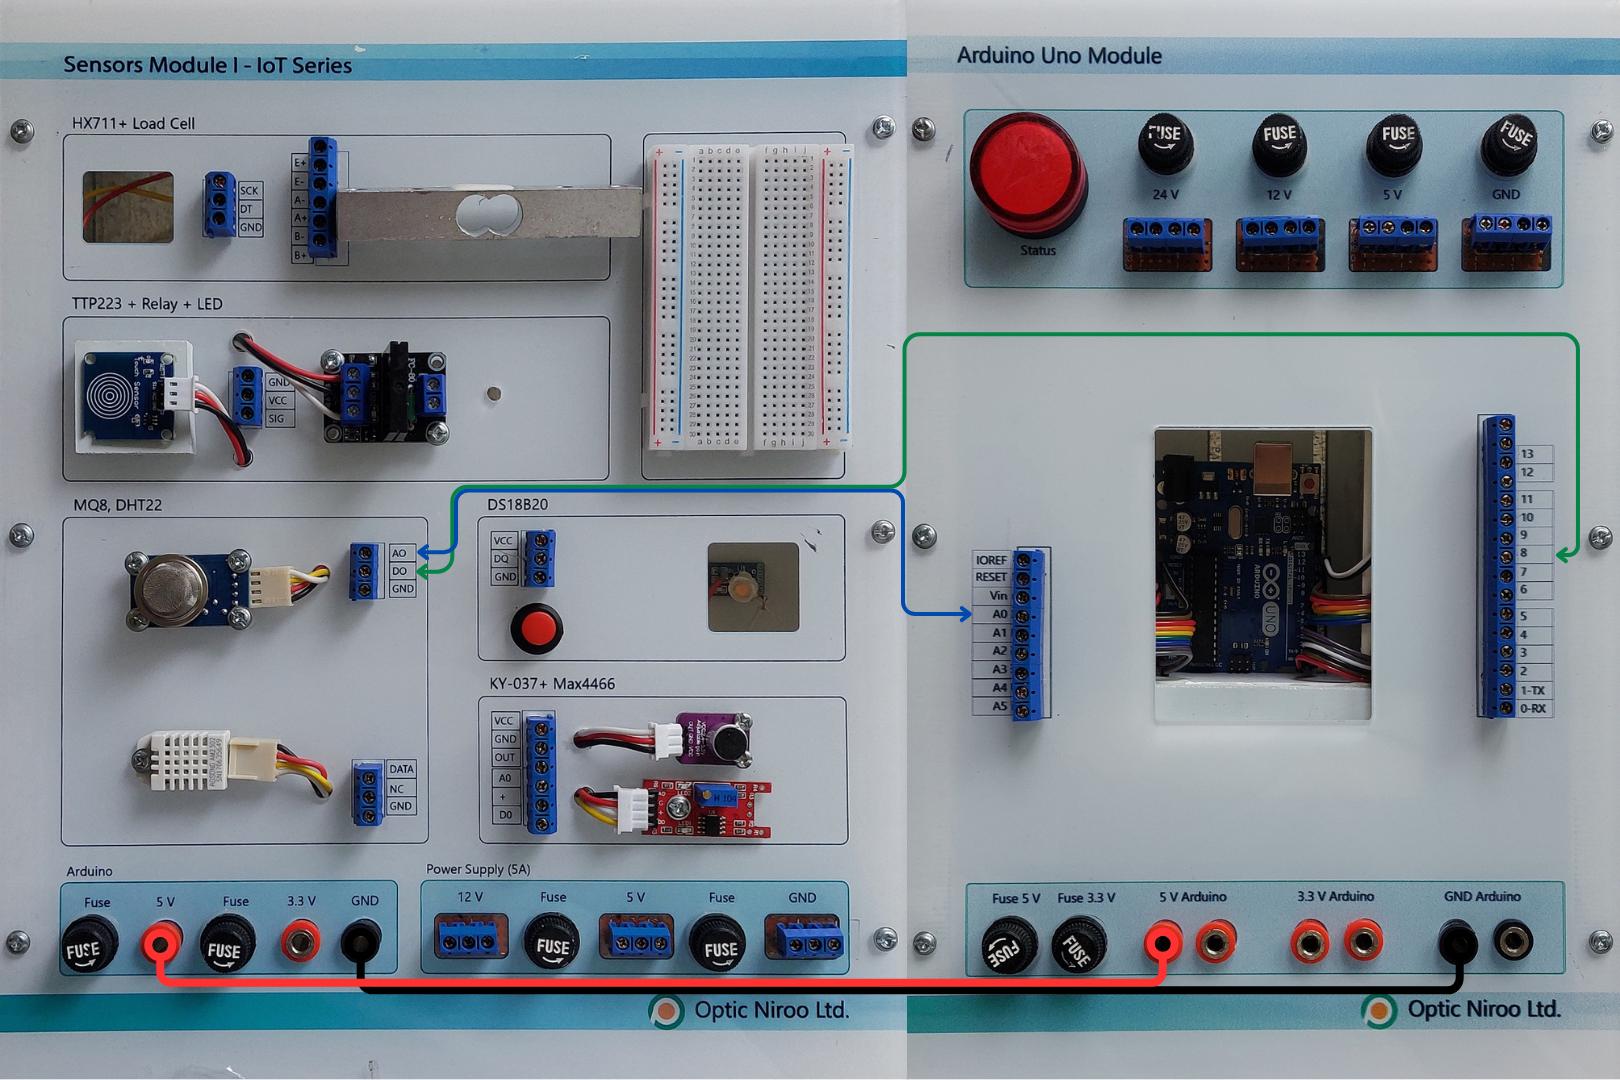 Sensors Module I - IoT Series
HX711+ Load Cell
E+
E-
A-
A+
B-
B+
SCK
DT
GND
a b c d e
f g h i j
TTP223 + Relay + LED
Touch Sensor
GND
VCC
SIG
MQ8, DHT22
AO
DO
GND
DATA
NC
GND
DS18B20
VCC
DQ
GND
KY-037+ Max4466
VCC
GND
OUT
A0
+
D0
Arduino
Fuse
5 V
Fuse
3.3 V
GND
FUSE
FUSE
Power Supply (5A)
12 V
Fuse
5 V
Fuse
GND
FUSE
FUSE
Optic Niroo Ltd.
Arduino Uno Module
FUSE
FUSE
FUSE
FUSE
24 V
12 V
5 V
GND
Status
IOREF
RESET
Vin
A0
A1
A2
A3
A4
A5
ARDUINO
UNO
13
12
11
10
9
8
7
6
5
4
3
2
1-TX
0-RX
Fuse 5 V
Fuse 3.3 V
5 V Arduino
3.3 V Arduino
GND Arduino
FUSE
FUSE
Optic Niroo Ltd.